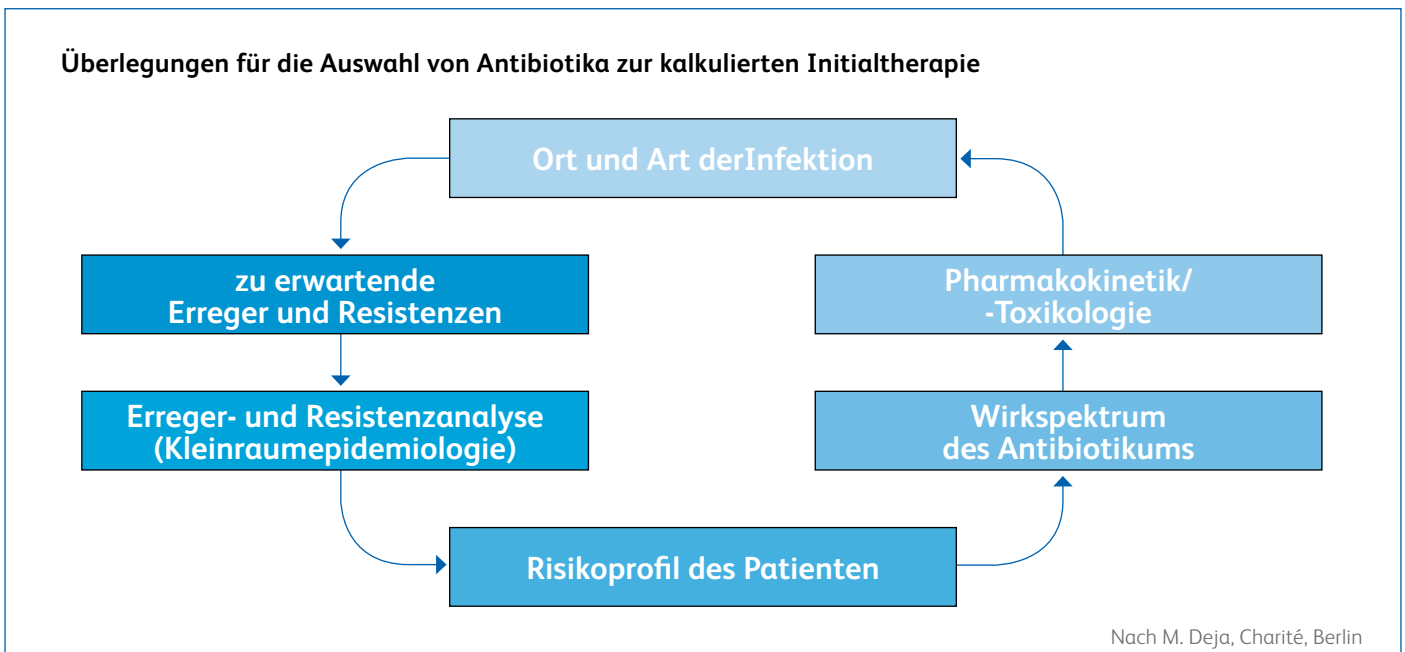 Überlegungen für die Auswahl von Antibiotika zur kalkulierten Initialtherapie
Ort und Art derInfektion
zu erwartende
Erreger und Resistenzen
Erreger- und Resistenzanalyse
(Kleinraumepidemiologie)
Risikoprofil des Patienten
Wirkspektrum
des Antibiotikums
Pharmakokinetik/
-Toxikologie
Nach M. Deja, Charité, Berlin